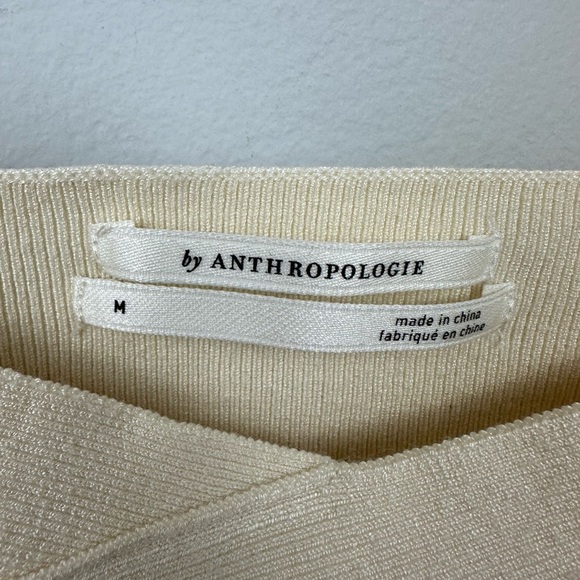 by ANTHROPOLOGIE
M
made in china
fabriqué en chine